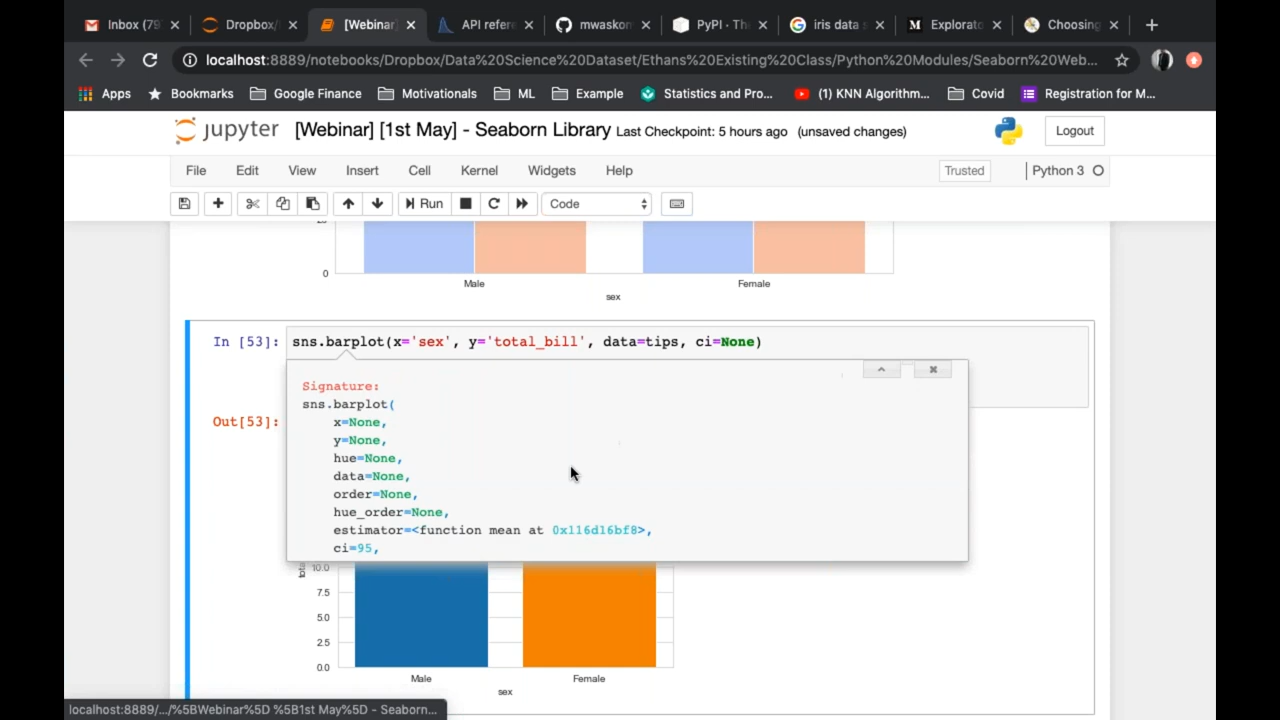 Inbox (79
Dropbox/
[Webinar]
API refere
mwaskom
PyPI · The
iris data s
Explorato
Choosing
localhost:8889/notebooks/Dropbox/Data%20Science%20Dataset/Ethans%20Existing%20Class/Python%20Modules/Seaborn%20Web...
Apps
Bookmarks
Google Finance
Motivationals
ML
Example
Statistics and Pro...
(1) KNN Algorithm...
Covid
Registration for M...
jupyter
[Webinar] [1st May] - Seaborn Library Last Checkpoint: 5 hours ago (unsaved changes)
Logout
File Edit View Insert Cell Kernel Widgets Help
Trusted
Python 3
Run
Code
0
Male
Female
sex
In [53]: sns.barplot(x='sex', y='total_bill', data=tips, ci=None)
Signature:
sns.barplot(
x=None,
y=None,
hue=None,
data=None,
order=None,
hue_order=None,
estimator=<function mean at 0x116d16bf8>,
ci=95,
Out[53]:
10.0
7.5
5.0
2.5
0.0
Male
Female
sex
localhost:8889/.../%5BWebinar%5D %5B1st May%5D - Seaborn...